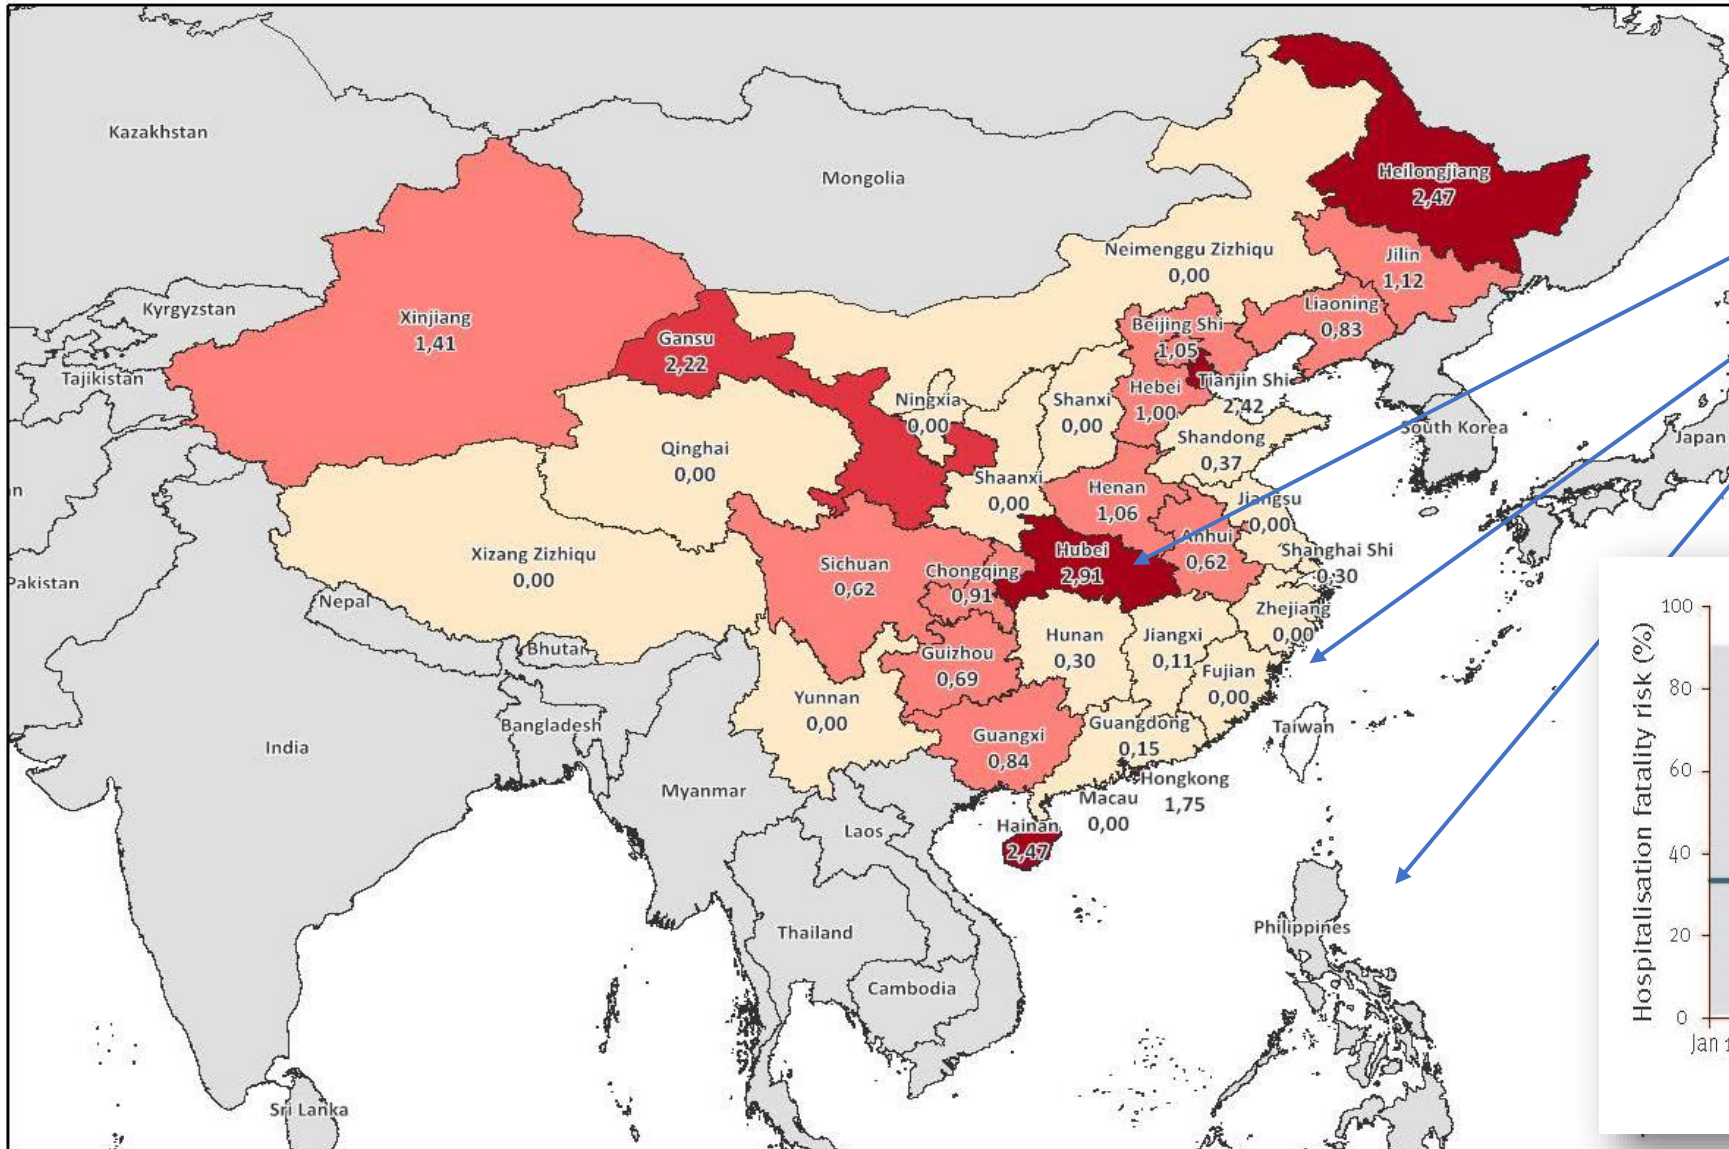 Kazakhstan
Mongolia
Heilongjiang
2,47
Neimenggu Zizhiqu
0,00
Jilin
1,12
Kyrgyzstan
Xinjiang
1,41
Gansu
2,22
Beijing Shi
1,05
Liaoning
0,83
Tajikistan
Ningxia
0,00
Shanxi
0,00
Hebei
1,00
Tianjin Shi
2,42
South Korea
Japan
Qinghai
0,00
Shandong
0,37
an
Shaanxi
0,00
Henan
1,06
Jiangsu
0,00
Pakistan
Xizang Zizhiqu
0,00
Sichuan
0,62
Chongqing
0,91
Hubei
2,91
Anhui
0,62
Shanghai Shi
0,30
Nepal
Bhutan
Zhejiang
0,00
Guizhou
0,69
Hunan
0,30
Jiangxi
0,11
Fujian
0,00
Yunnan
0,00
Bangladesh
India
Guangxi
0,84
Guangdong
0,15
Taiwan
Myanmar
Hongkong
1,75
Macau
0,00
Laos
Hainan
2,47
Thailand
Philippines
Cambodia
Sri Lanka
Hospitalisation fatality risk (%)
100
80
60
40
20
0
Jan 1